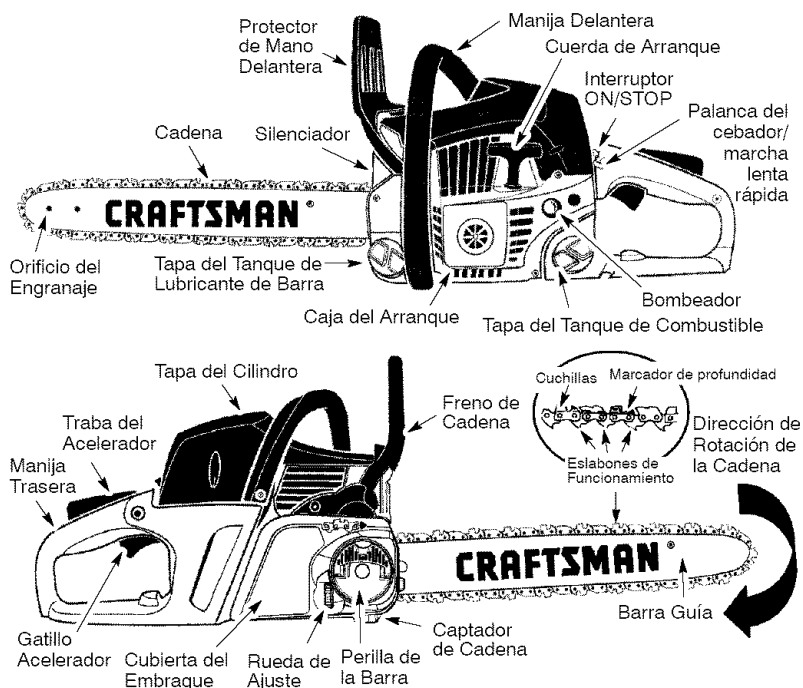 Protector
de Mano
Delantera
Manija Delantera
Cuerda de Arranque
Interruptor
ON/STOP
Palanca del
cebador/
marcha
lenta
rápida
Cadena
Silenciador
CRAFTSMAN®
Orificio del
Engranaje
Tapa del Tanque de
Lubricante de Barra
Caja del Arranque
Bombeador
Tapa del Tanque de Combustible
Tapa del Cilindro
Traba del
Acelerador
Manija
Trasera
Freno de
Cadena
Cuchillas
Marcador de profundidad
Eslabones de
Funcionamiento
Dirección de
Rotación de
la Cadena
CRAFTSMAN®
Barra Guía
Gatillo
Acelerador
Cubierta del
Embrague
Rueda de
Ajuste
Perilla de
la Barra
Captador
de Cadena